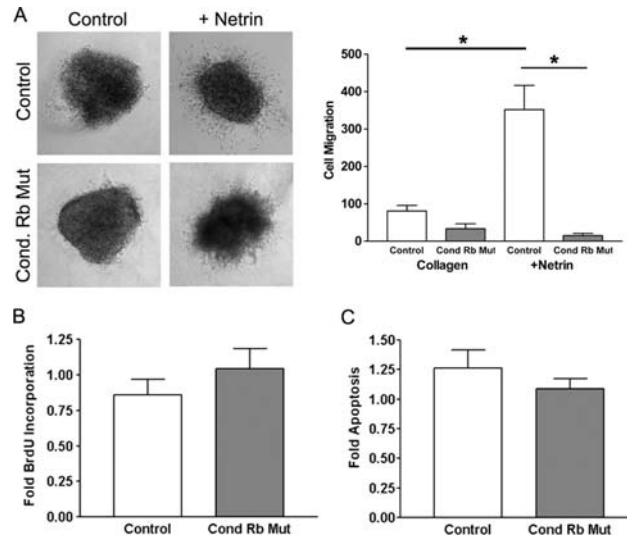 A
Control
+ Netrin
Control
Cond. Rb Mut
Cell Migration
500
400
300
200
100
0
*
*
Control
Cond Rb Mut
Control
Cond Rb Mut
Collagen
+Netrin
B
Fold BrdU Incorporation
1.25
1.00
0.75
0.50
0.25
0.00
Control
Cond Rb Mut
C
Fold Apoptosis
1.50
1.25
1.00
0.75
0.50
0.25
0.00
Control
Cond Rb Mut